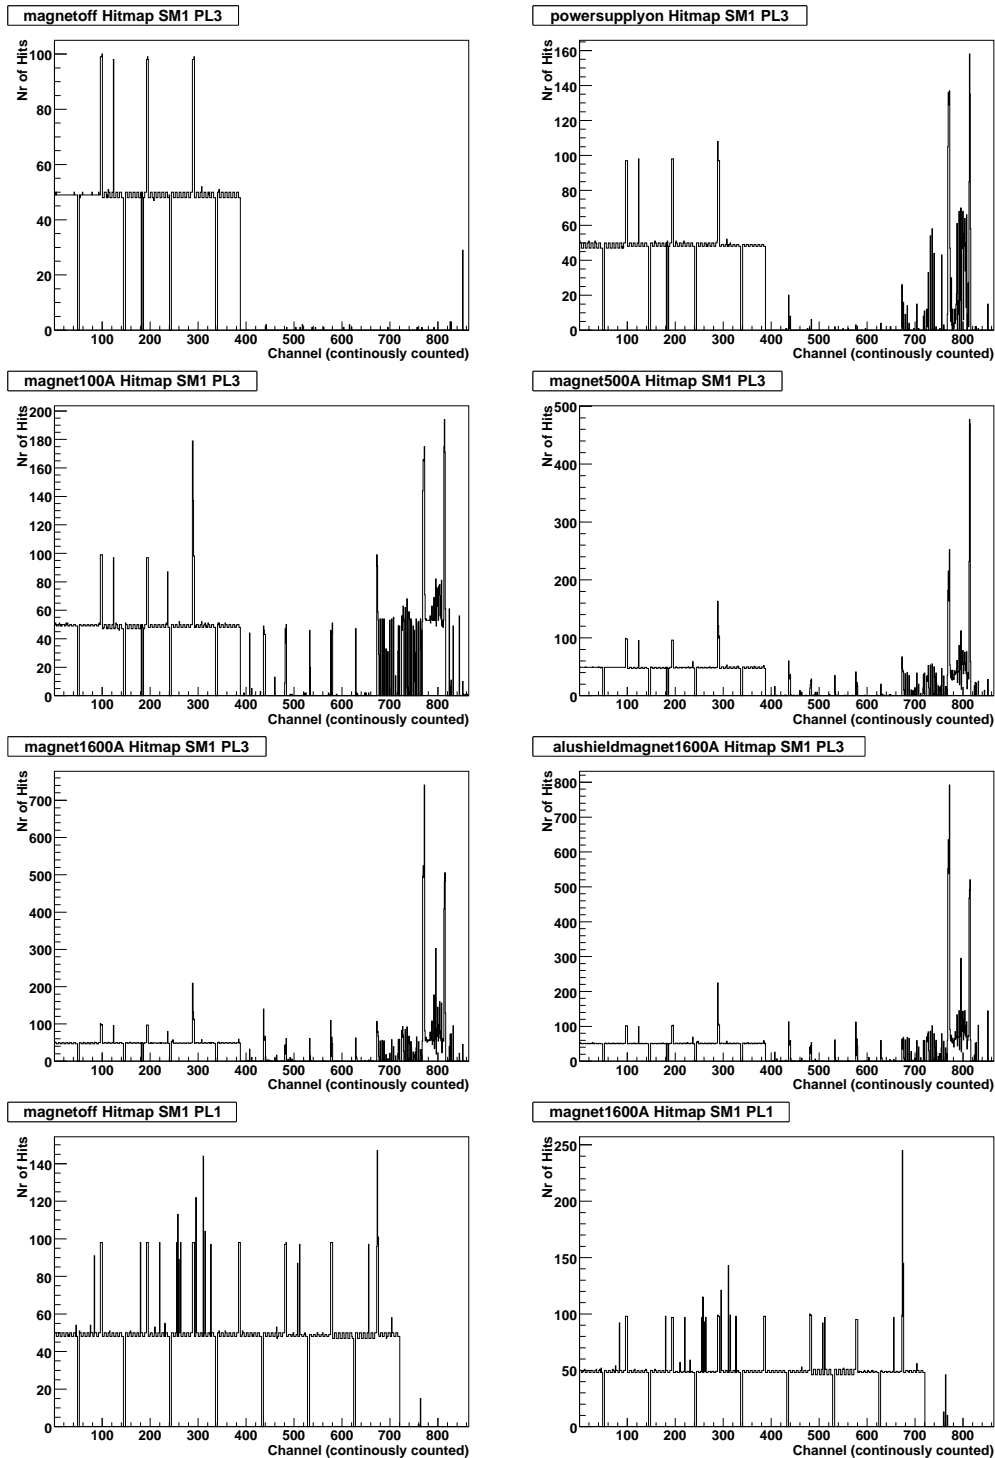 magnetoff Hitmap SM1 PL3
Nr of Hits
100
80
60
40
20
0
100 200 300 400 500 600 700 800
Channel (continously counted)
powersupplyon Hitmap SM1 PL3
Nr of Hits
160
140
120
100
80
60
40
20
0
100 200 300 400 500 600 700 800
Channel (continously counted)
magnet100A Hitmap SM1 PL3
Nr of Hits
200
180
160
140
120
100
80
60
40
20
0
100 200 300 400 500 600 700 800
Channel (continously counted)
magnet500A Hitmap SM1 PL3
Nr of Hits
500
400
300
200
100
0
100 200 300 400 500 600 700 800
Channel (continously counted)
magnet1600A Hitmap SM1 PL3
Nr of Hits
700
600
500
400
300
200
100
0
100 200 300 400 500 600 700 800
Channel (continously counted)
alushieldmagnet1600A Hitmap SM1 PL3
Nr of Hits
800
700
600
500
400
300
200
100
0
100 200 300 400 500 600 700 800
Channel (continously counted)
magnetoff Hitmap SM1 PL1
Nr of Hits
140
120
100
80
60
40
20
0
100 200 300 400 500 600 700 800
Channel (continously counted)
magnet1600A Hitmap SM1 PL1
Nr of Hits
250
200
150
100
50
0
100 200 300 400 500 600 700 800
Channel (continously counted)